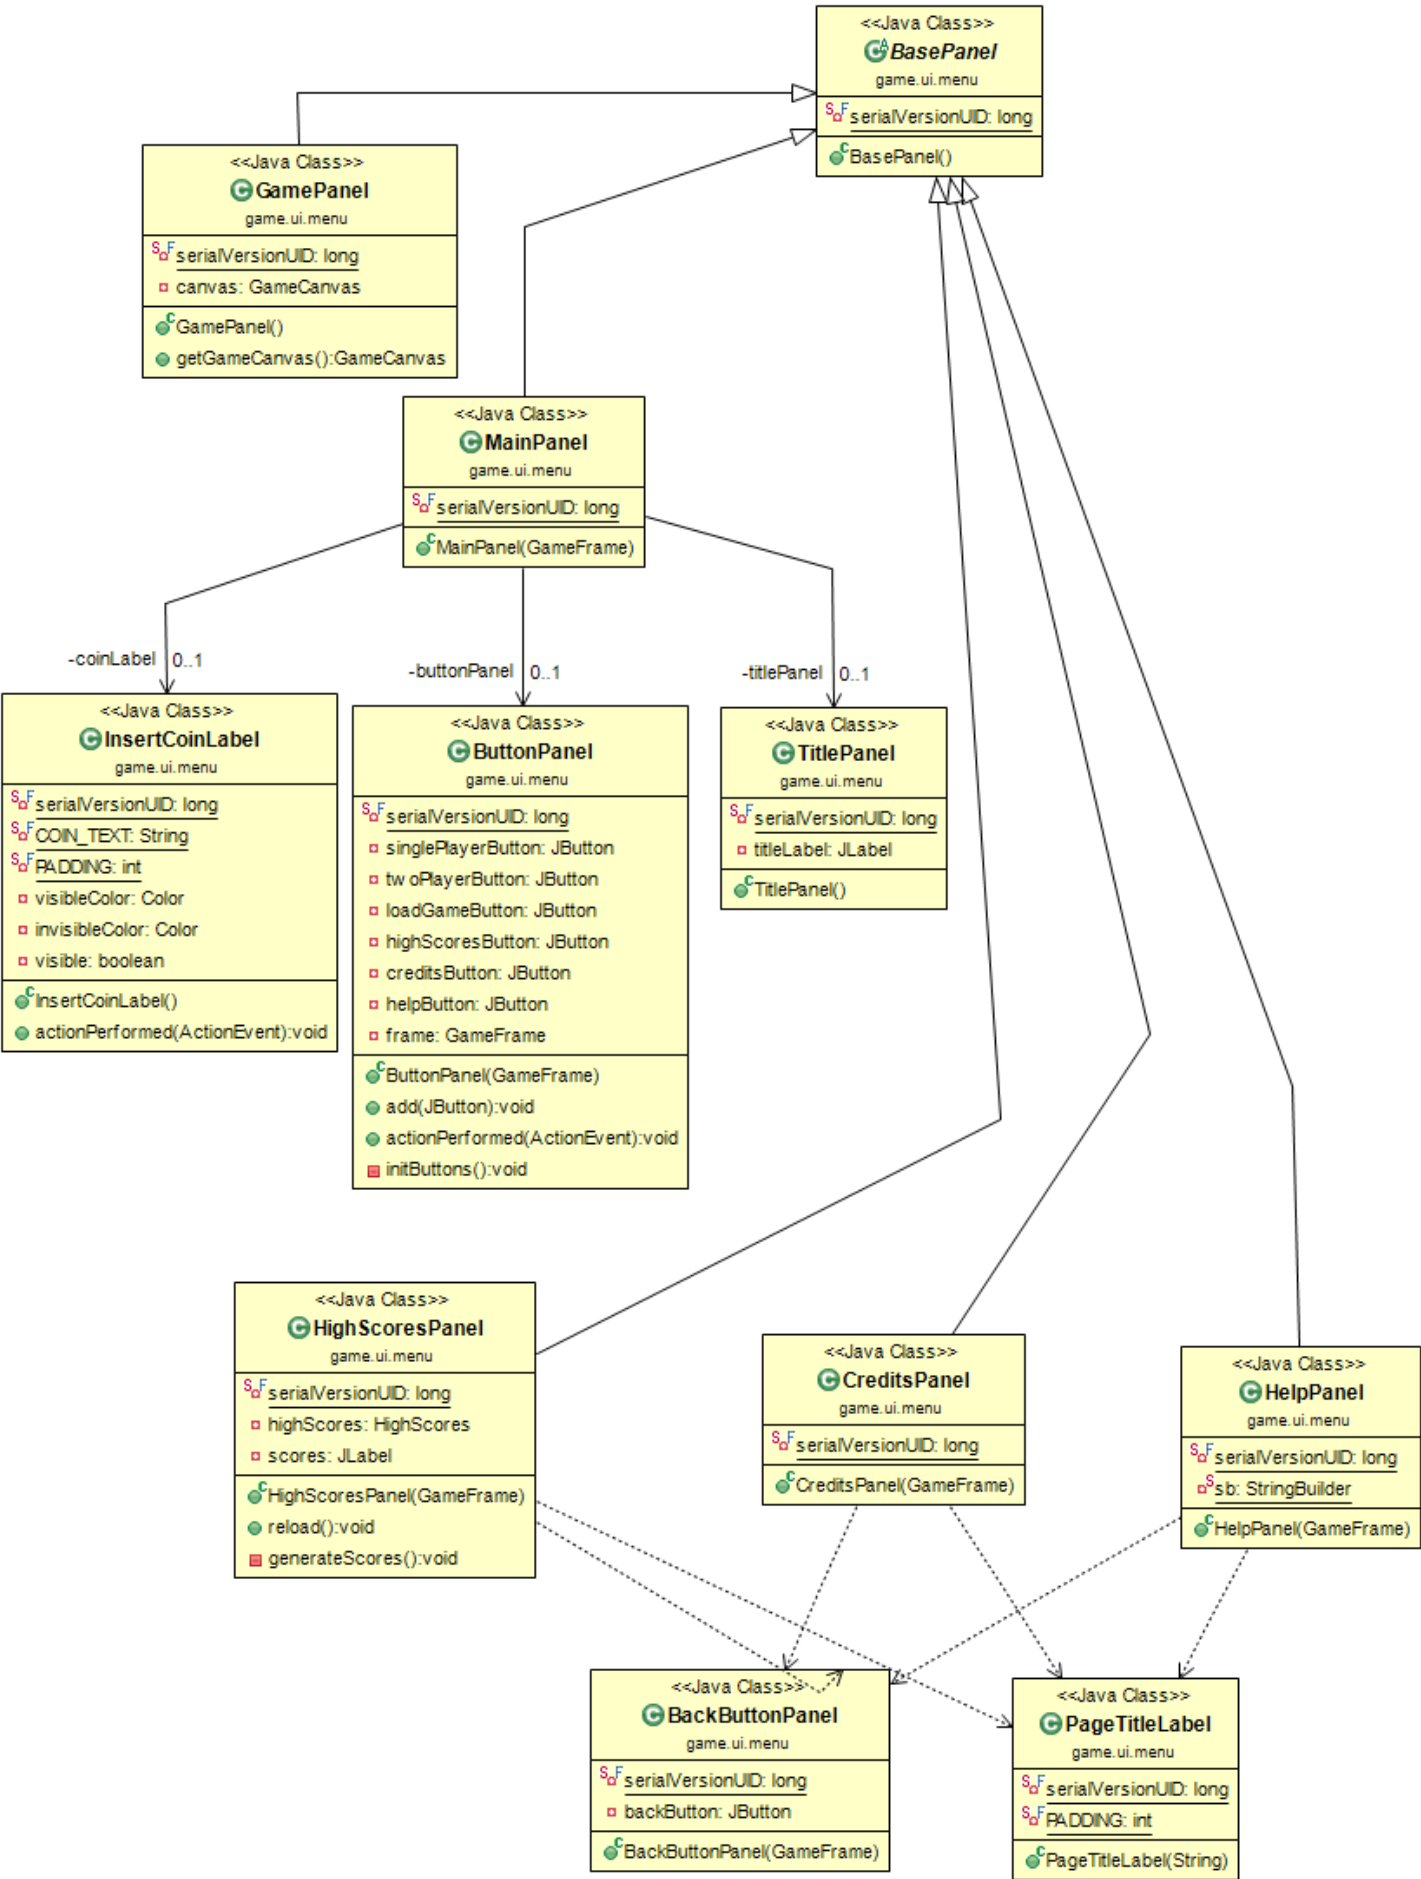 <<Java Class>>
BasePanel
game.ui.menu
serialVersionUID: long
BasePanel()
<<Java Class>>
GamePanel
game.ui.menu
serialVersionUID: long
canvas: GameCanvas
GamePanel()
getGameCanvas():GameCanvas
<<Java Class>>
MainPanel
game.ui.menu
serialVersionUID: long
MainPanel(GameFrame)
-coinLabel 0..1
-buttonPanel 0..1
-titlePanel 0..1
<<Java Class>>
InsertCoinLabel
game.ui.menu
serialVersionUID: long
COIN_TEXT: String
PADDING: int
visibleColor: Color
invisibleColor: Color
visible: boolean
InsertCoinLabel()
actionPerformed(ActionEvent):void
<<Java Class>>
ButtonPanel
game.ui.menu
serialVersionUID: long
singlePlayerButton: JButton
twoPlayerButton: JButton
loadGameButton: JButton
highScoresButton: JButton
creditsButton: JButton
helpButton: JButton
frame: GameFrame
ButtonPanel(GameFrame)
add(JButton):void
actionPerformed(ActionEvent):void
initButtons():void
<<Java Class>>
TitlePanel
game.ui.menu
serialVersionUID: long
titleLabel: JLabel
TitlePanel()
<<Java Class>>
HighScoresPanel
game.ui.menu
serialVersionUID: long
highScores: HighScores
scores: JLabel
HighScoresPanel(GameFrame)
reload():void
generateScores():void
<<Java Class>>
CreditsPanel
game.ui.menu
serialVersionUID: long
CreditsPanel(GameFrame)
<<Java Class>>
HelpPanel
game.ui.menu
serialVersionUID: long
sb: StringBuilder
HelpPanel(GameFrame)
<<Java Class>>
BackButtonPanel
game.ui.menu
serialVersionUID: long
backButton: JButton
BackButtonPanel(GameFrame)
<<Java Class>>
PageTitleLabel
game.ui.menu
serialVersionUID: long
PADDING: int
PageTitleLabel(String)